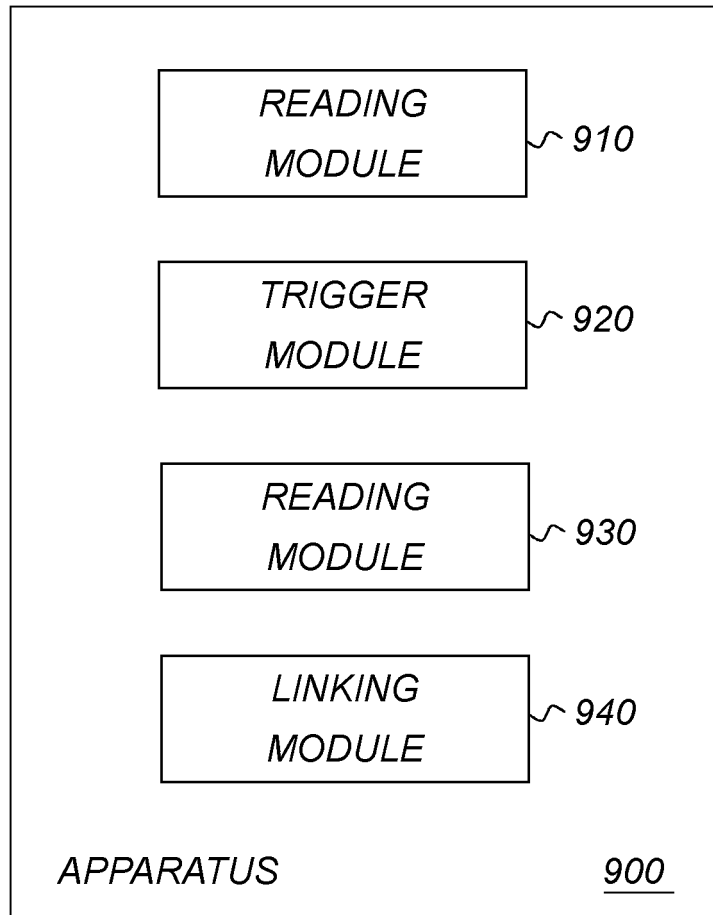 READING
MODULE
910
TRIGGER
MODULE
920
READING
MODULE
930
LINKING
MODULE
940
APPARATUS
900